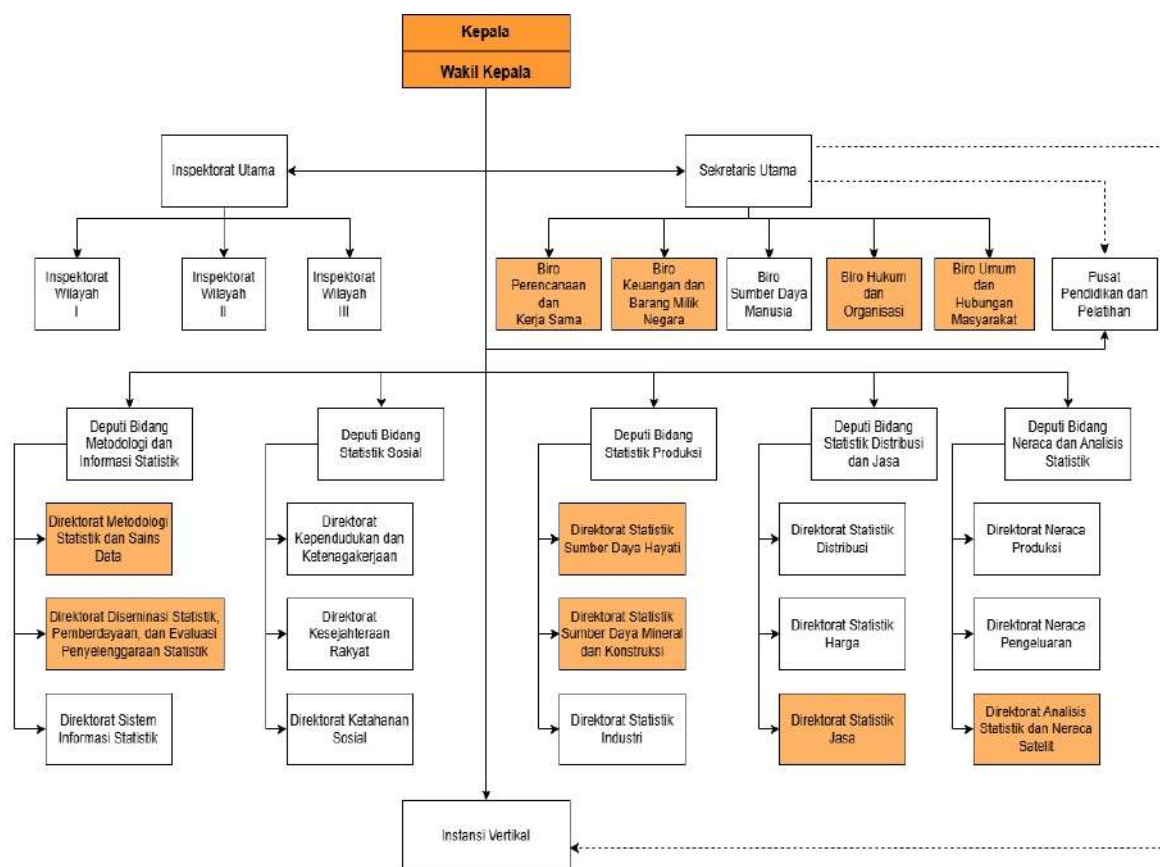 Kepala
Wakil Kepala
Inspektorat Utama
Sekretaris Utama
Inspektorat
Wilayah
I
Inspektorat
Wilayah
II
Inspektorat
Wilayah
III
Biro
Perencanaan
dan
Kerja Sama
Biro
Keuangan dan
Barang Milik
Negara
Biro
Sumber Daya
Manusia
Biro Hukum
dan
Organisasi
Biro Umum
dan
Hubungan
Masyarakat
Pusat
Pendidikan dan
Pelatihan
Deputi Bidang
Metodologi dan
Informasi Statistik
Deputi Bidang
Statistik Sosial
Deputi Bidang
Statistik Produksi
Deputi Bidang
Statistik Distribusi
dan Jasa
Deputi Bidang
Neraca dan Analisis
Statistik
Direktorat Metodologi
Statistik dan Sains
Data
Direktorat
Kependudukan dan
Ketenagakerjaan
Direktorat Statistik
Sumber Daya Hayati
Direktorat Statistik
Distribusi
Direktorat Neraca
Produksi
Direktorat Diseminasi Statistik,
Pemberdayaan, dan Evaluasi
Penyelenggaraan Statistik
Direktorat
Kesejahteraan
Rakyat
Direktorat Statistik
Sumber Daya Mineral
dan Konstruksi
Direktorat Statistik
Harga
Direktorat Neraca
Pengeluaran
Direktorat Sistem
Informasi Statistik
Direktorat Ketahanan
Sosial
Direktorat Statistik
Industri
Direktorat Statistik
Jasa
Direktorat Analisis
Statistik dan Neraca
Satelit
Instansi Vertikal